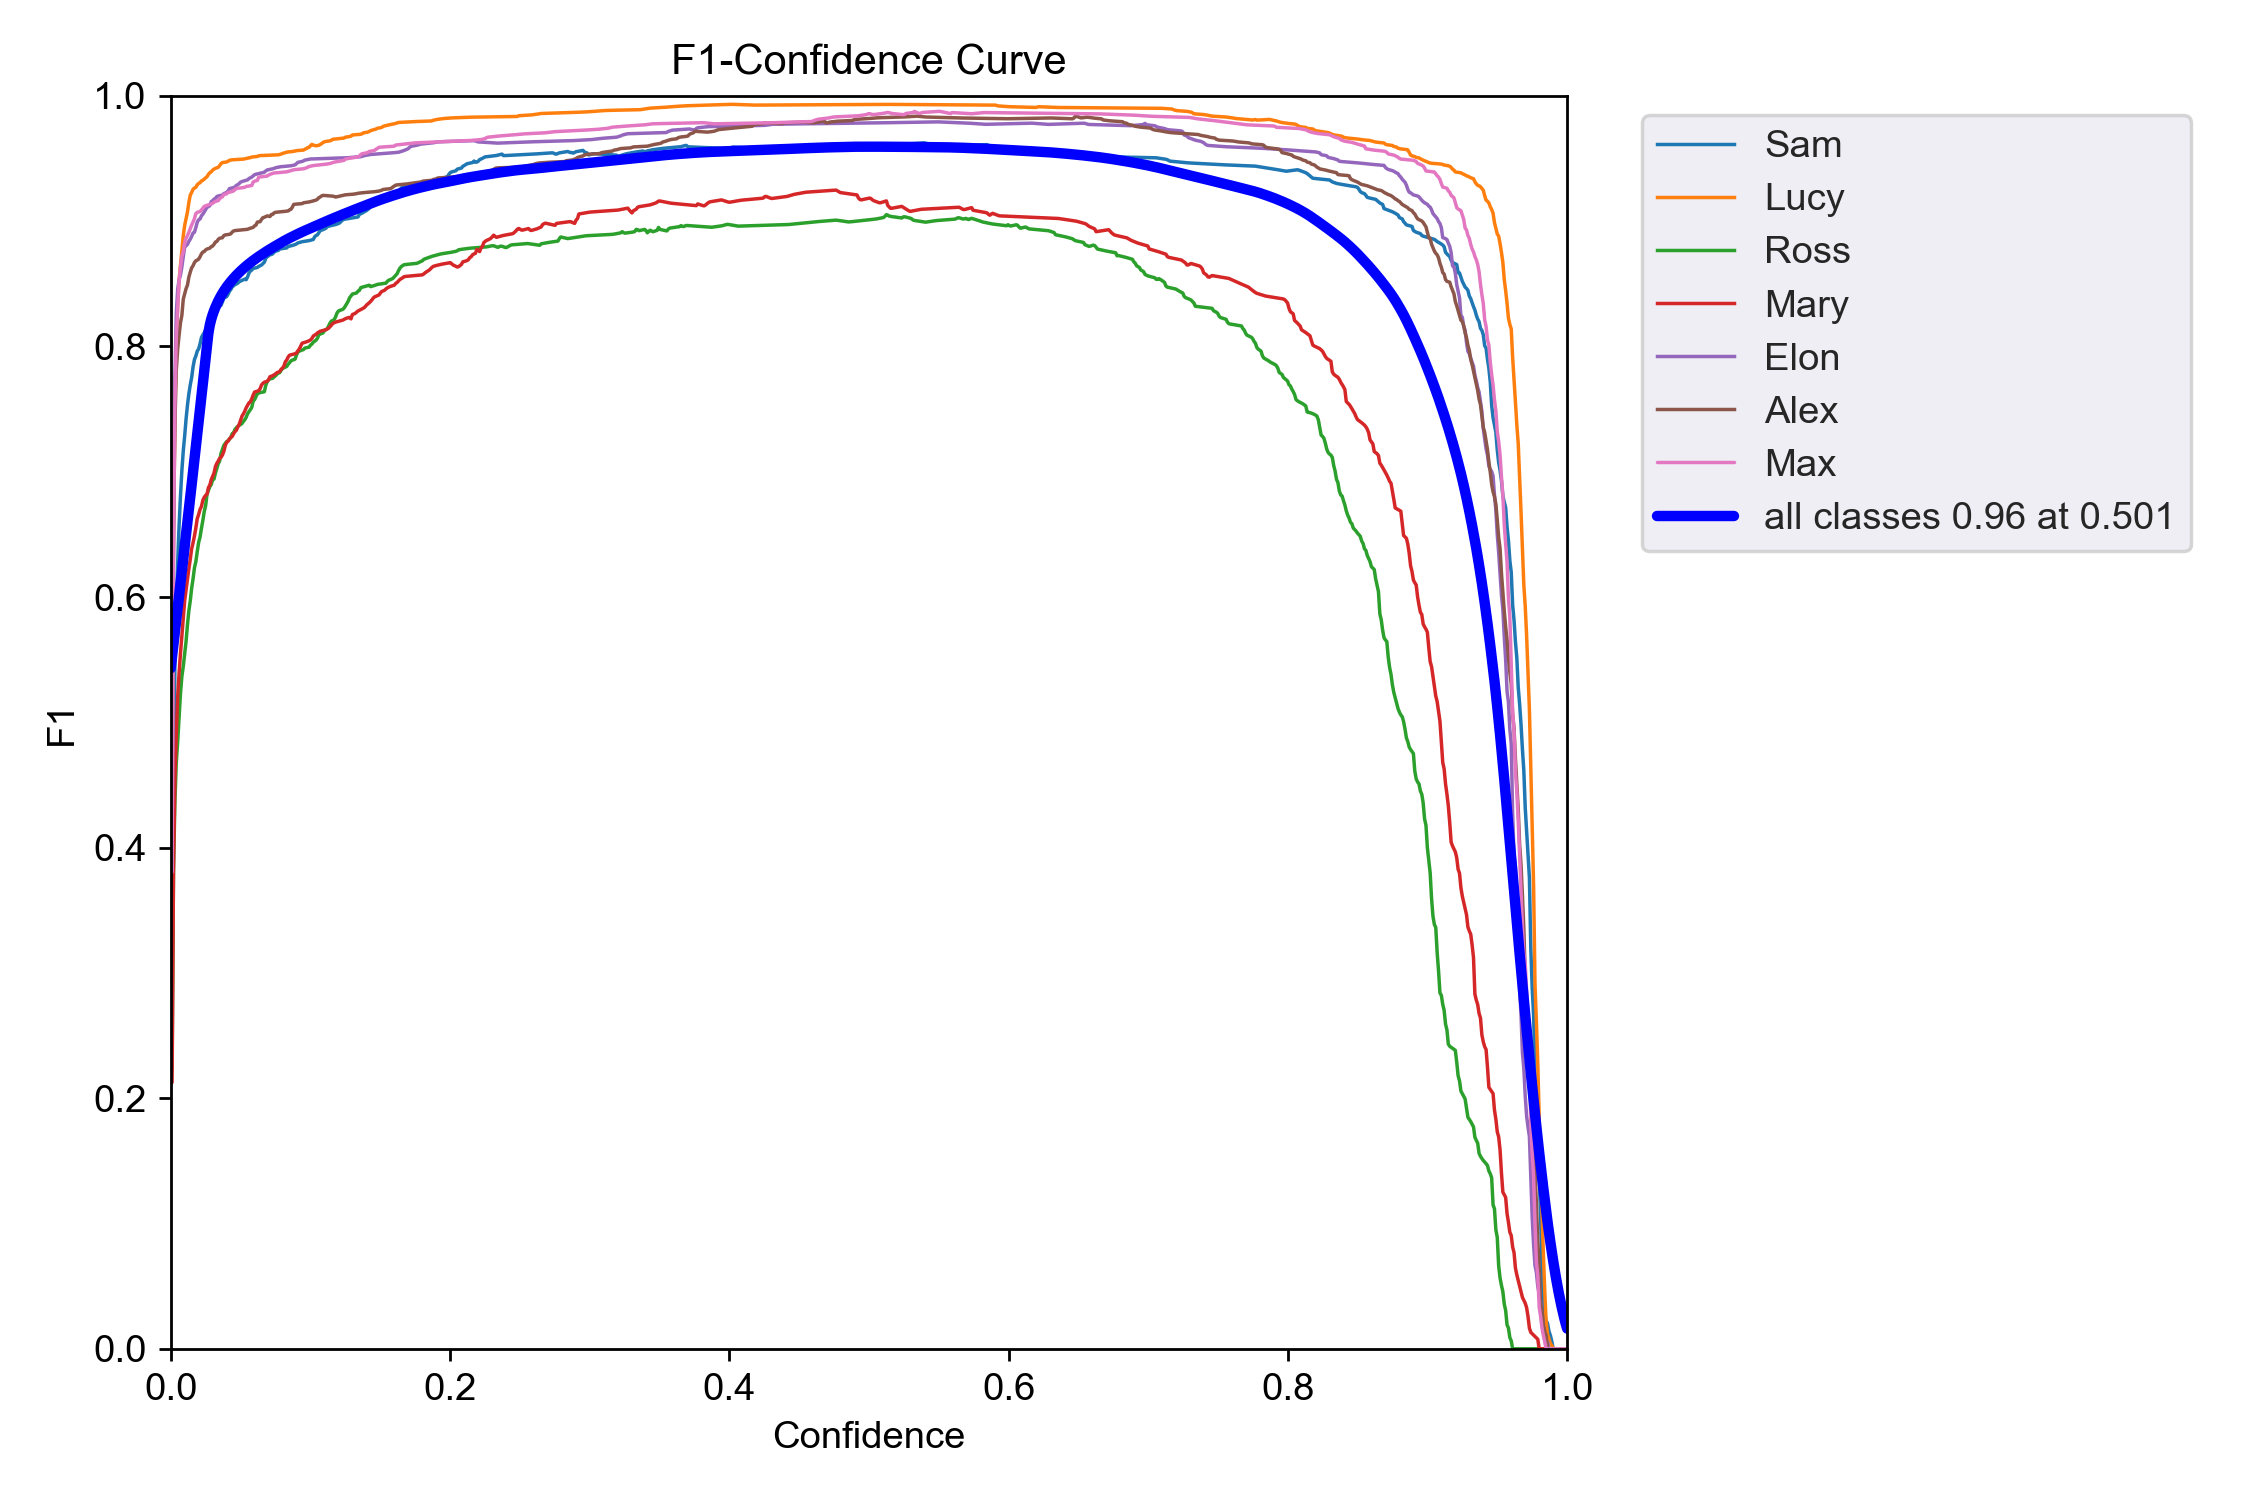 F1-Confidence Curve
1.0
0.8
0.6
0.4
0.2
0.0
F1
0.0 0.2 0.4 0.6 0.8 1.0
Confidence
Sam
Lucy
Ross
Mary
Elon
Alex
Max
all classes 0.96 at 0.501